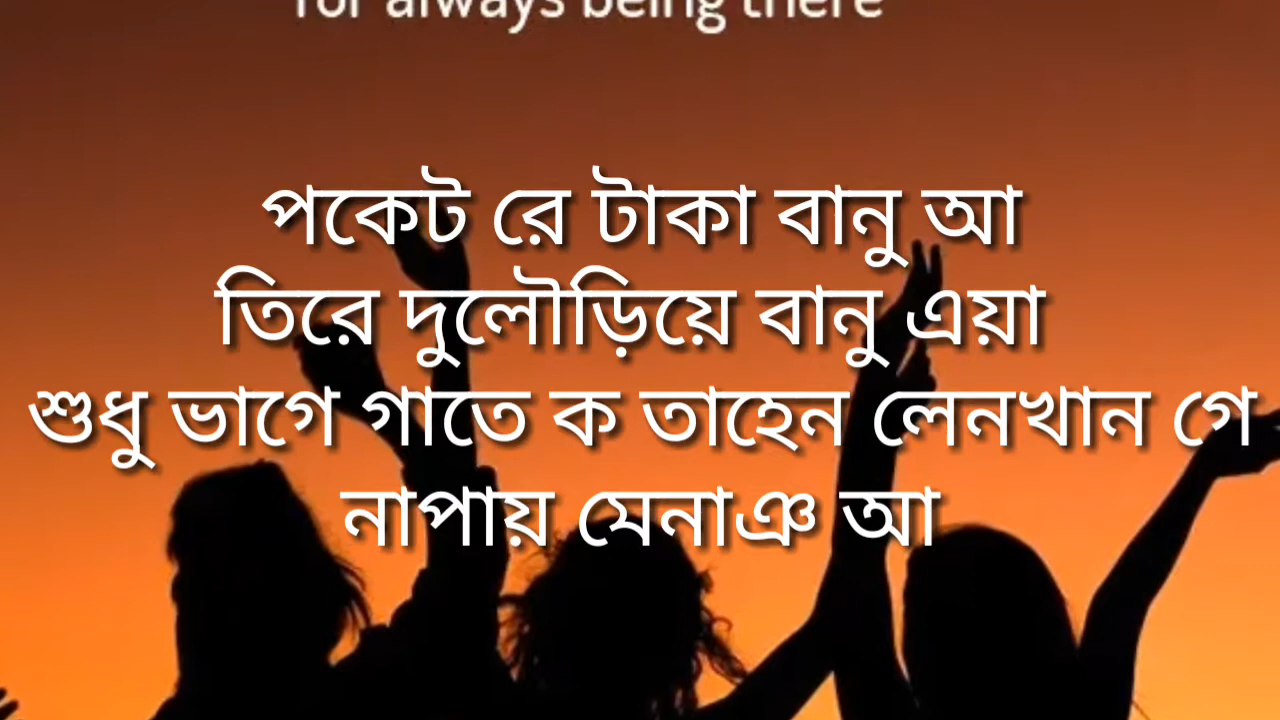 for always being there
পকেট রে টাকা বানু আ
তিরে দুলৌড়িয়ে বানু এয়া
শুধু ভাগে গাতে ক তাহেন লেনখান গে
নাপায় মেনাঞ আ